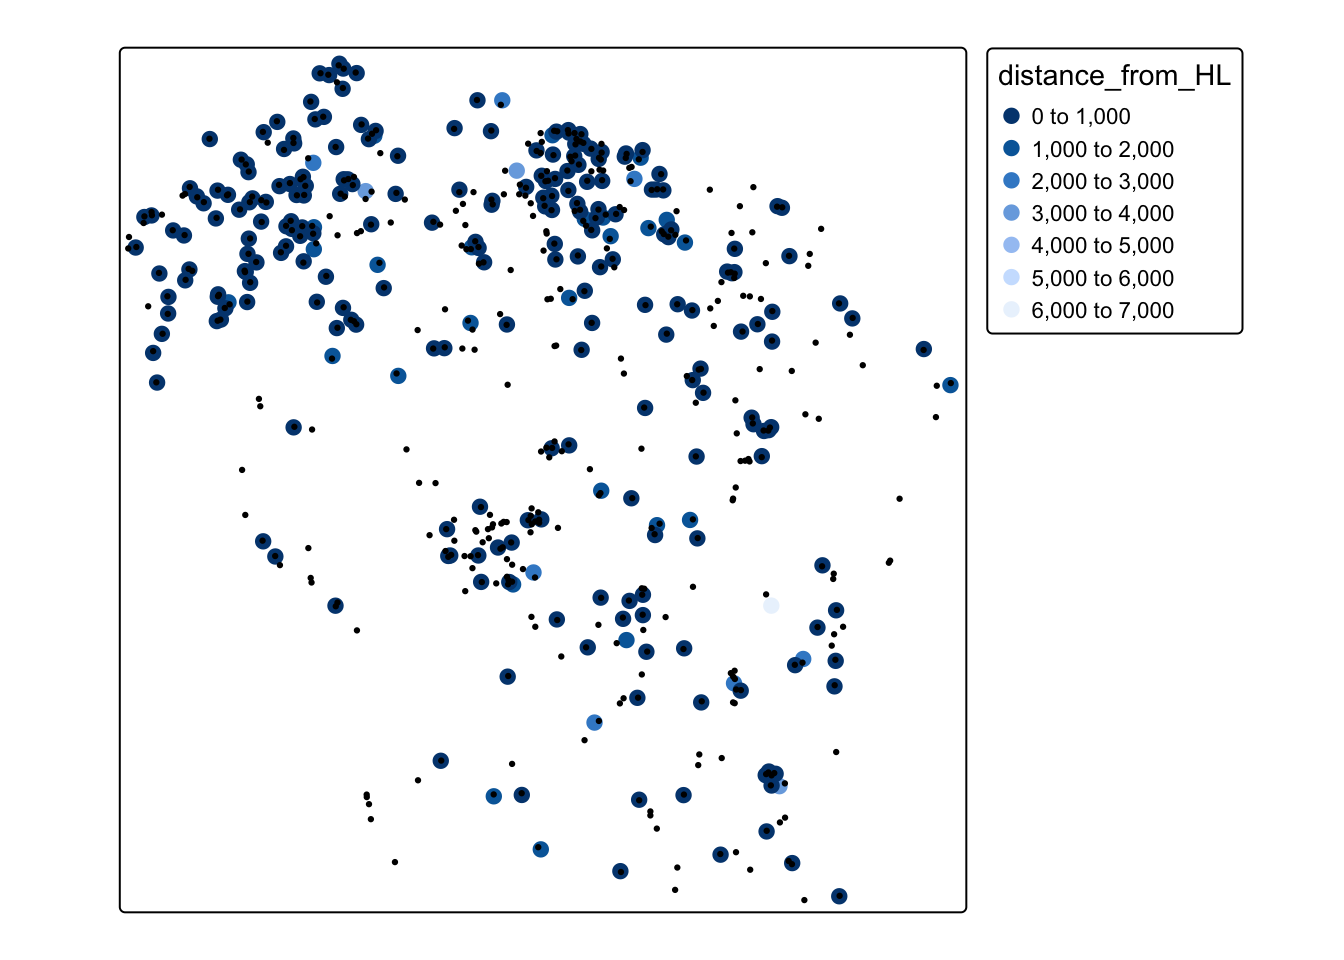 distance_from_HL
0 to 1,000
1,000 to 2,000
2,000 to 3,000
3,000 to 4,000
4,000 to 5,000
5,000 to 6,000
6,000 to 7,000